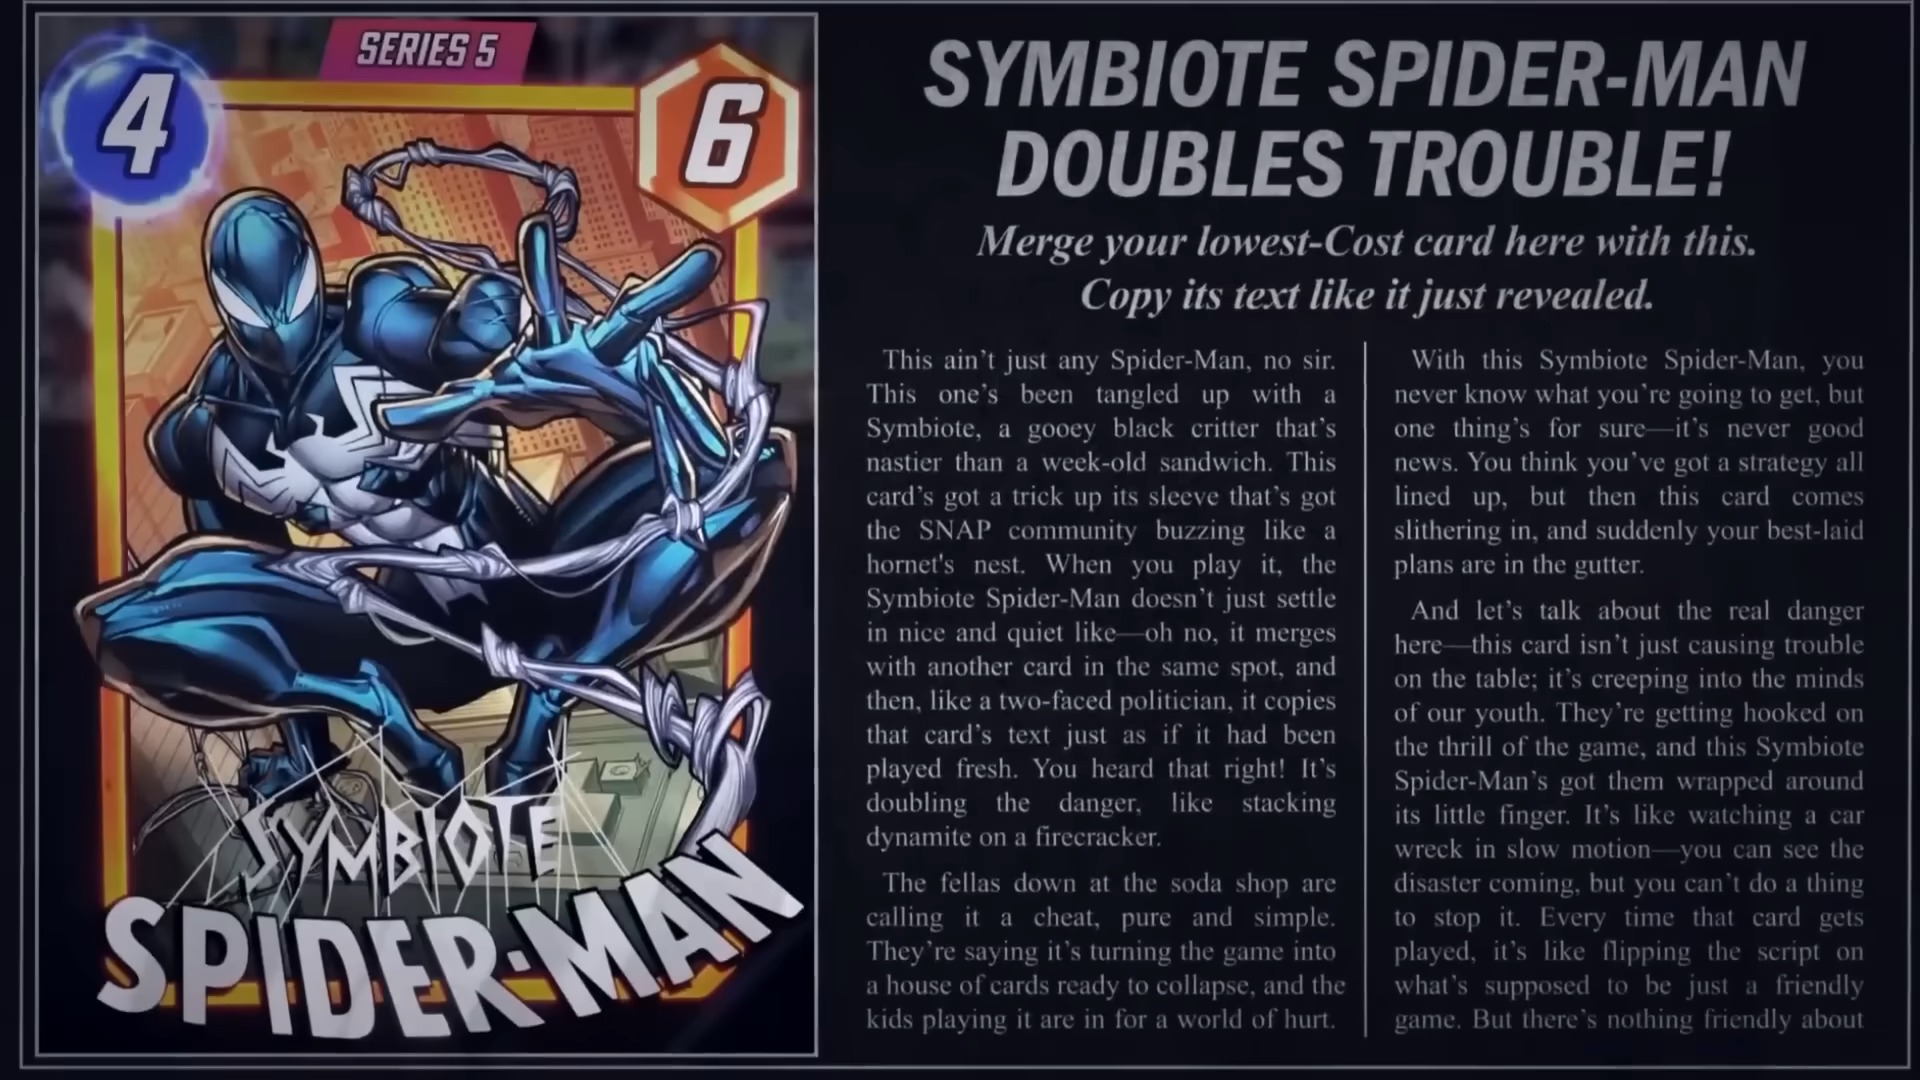 SERIES 5
4
6
SYMBIOTE
SPIDER-MAN
SYMBIOTE SPIDER-MAN
DOUBLES TROUBLE!
Merge your lowest-Cost card here with this.
Copy its text like it just revealed.
This ain't just any Spider-Man, no sir.
This one's been tangled up with a
Symbiote, a gooey black critter that's
nastier than a week-old sandwich. This
card's got a trick up its sleeve that's got
the SNAP community buzzing like a
hornet's nest. When you play it, the
Symbiote Spider-Man doesn't just settle
in nice and quiet like—oh no, it merges
with another card in the same spot, and
then, like a two-faced politician, it copies
that card's text just as if it had been
played fresh. You heard that right! It's
doubling the danger, like stacking
dynamite on a firecracker.
The fellas down at the soda shop are
calling it a cheat, pure and simple.
They're saying it's turning the game into
a house of cards ready to collapse, and the
kids playing it are in for a world of hurt.
With this Symbiote Spider-Man, you
never know what you're going to get, but
one thing's for sure—it's never good
news. You think you've got a strategy all
lined up, but then this card comes
slithering in, and suddenly your best-laid
plans are in the gutter.
And let's talk about the real danger
here—this card isn't just causing trouble
on the table; it's creeping into the minds
of our youth. They're getting hooked on
the thrill of the game, and this Symbiote
Spider-Man's got them wrapped around
its little finger. It's like watching a car
wreck in slow motion—you can see the
disaster coming, but you can't do a thing
to stop it. Every time that card gets
played, it's like flipping the script on
what's supposed to be just a friendly
game. But there's nothing friendly about